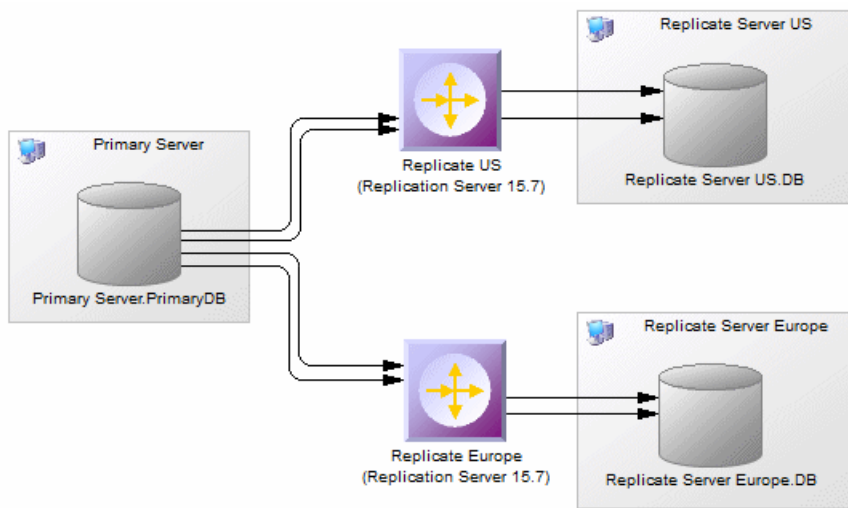 Replicate Server US
Replicate Server US.DB
Replicate US
(Replication Server 15.7)
Primary Server
Primary Server.PrimaryDB
Replicate Server Europe
Replicate Server Europe.DB
Replicate Europe
(Replication Server 15.7)